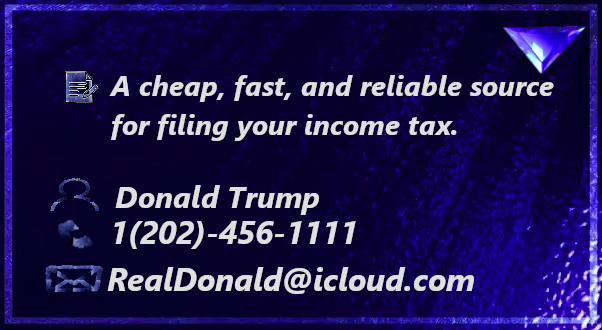 A cheap, fast, and reliable source
for filing your income tax.
Donald Trump
1(202)-456-1111
RealDonald@icloud.com